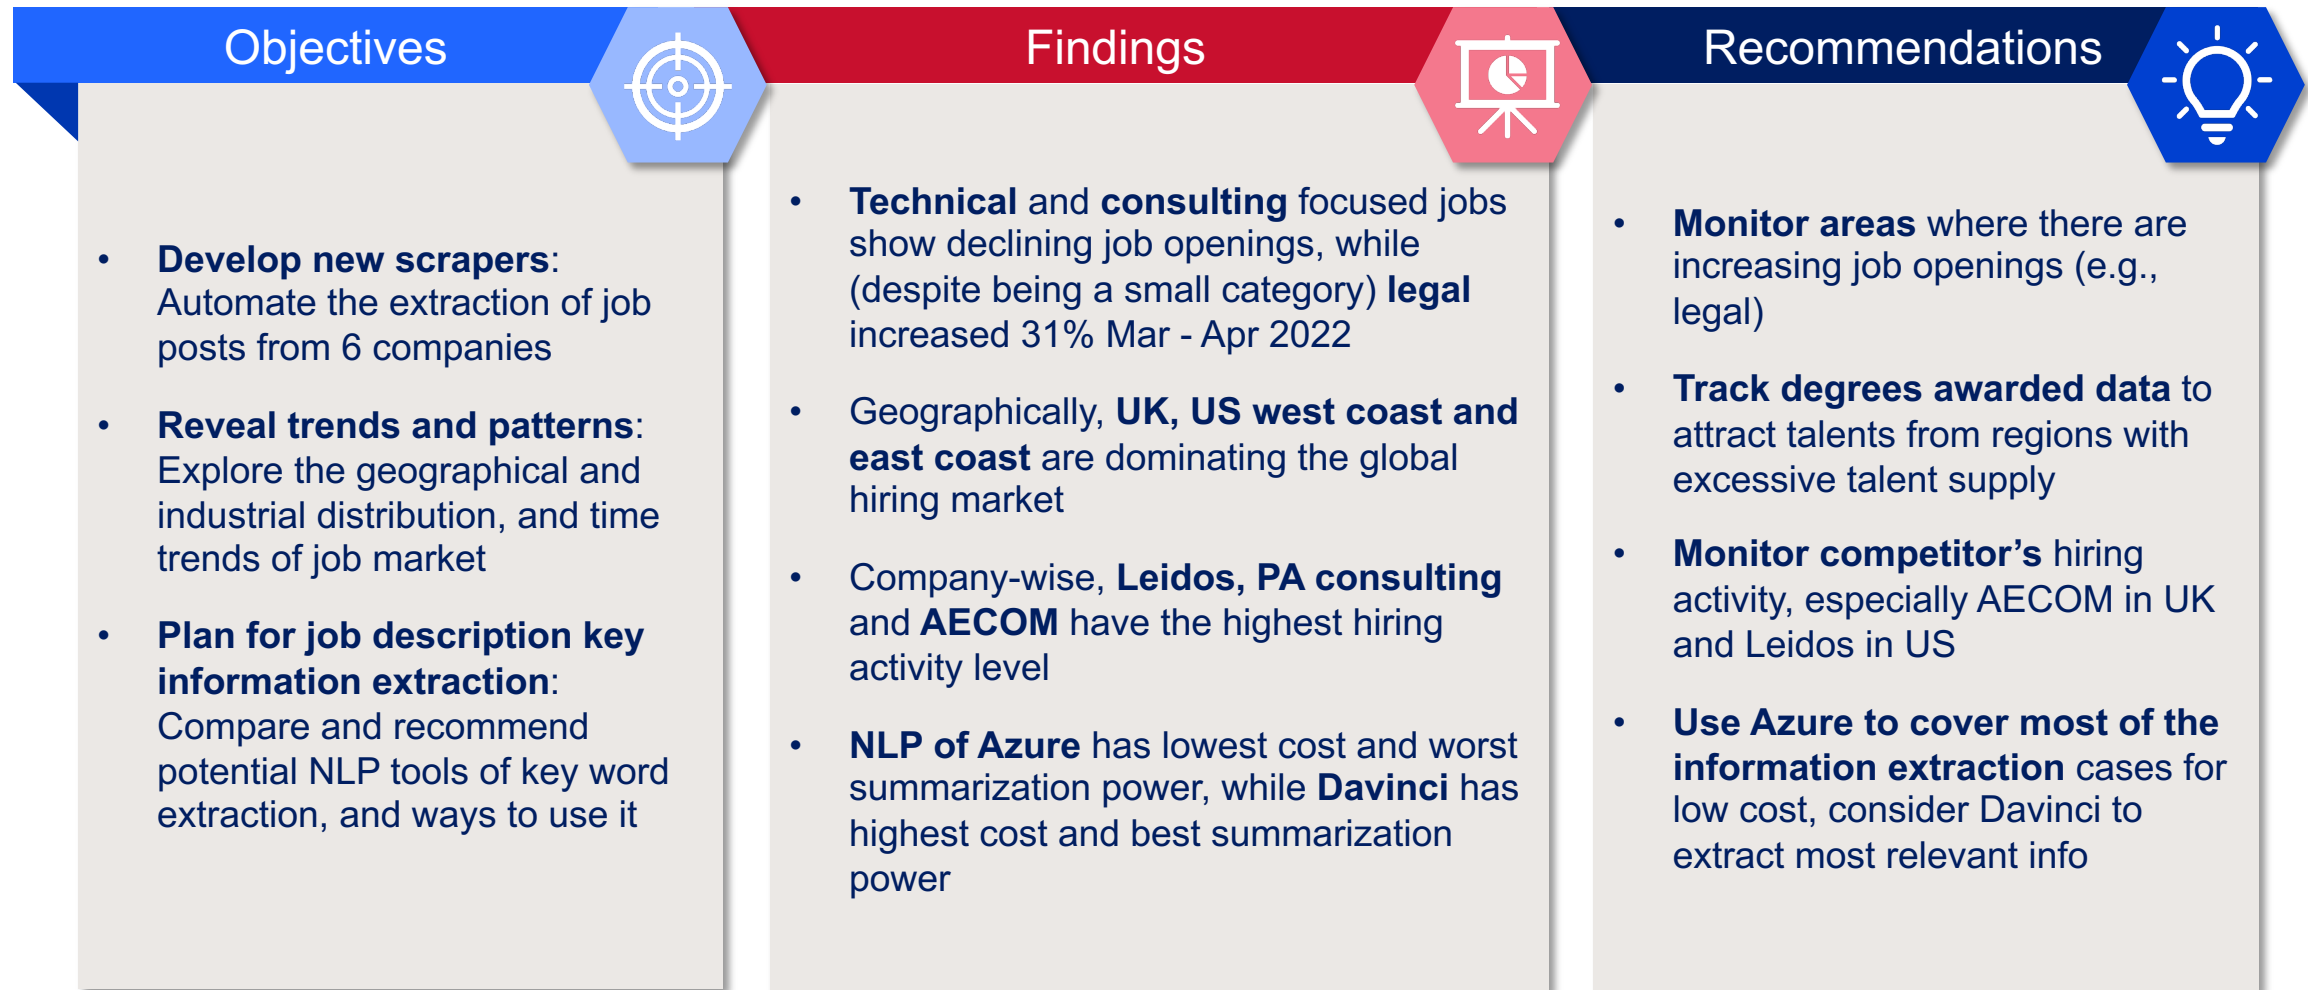 Objectives
• Develop new scrapers:
Automate the extraction of job
posts from 6 companies
• Reveal trends and patterns:
Explore the geographical and
industrial distribution, and time
trends of job market
• Plan for job description key
information extraction:
Compare and recommend
potential NLP tools of key word
extraction, and ways to use it
Findings
• Technical and consulting focused jobs
show declining job openings, while
(despite being a small category) legal
increased 31% Mar - Apr 2022
• Geographically, UK, US west coast and
east coast are dominating the global
hiring market
• Company-wise, Leidos, PA consulting
and AECOM have the highest hiring
activity level
• NLP of Azure has lowest cost and worst
summarization power, while Davinci has
highest cost and best summarization
power
Recommendations
• Monitor areas where there are
increasing job openings (e.g.,
legal)
• Track degrees awarded data to
attract talents from regions with
excessive talent supply
• Monitor competitor’s hiring
activity, especially AECOM in UK
and Leidos in US
• Use Azure to cover most of the
information extraction cases for
low cost, consider Davinci to
extract most relevant info